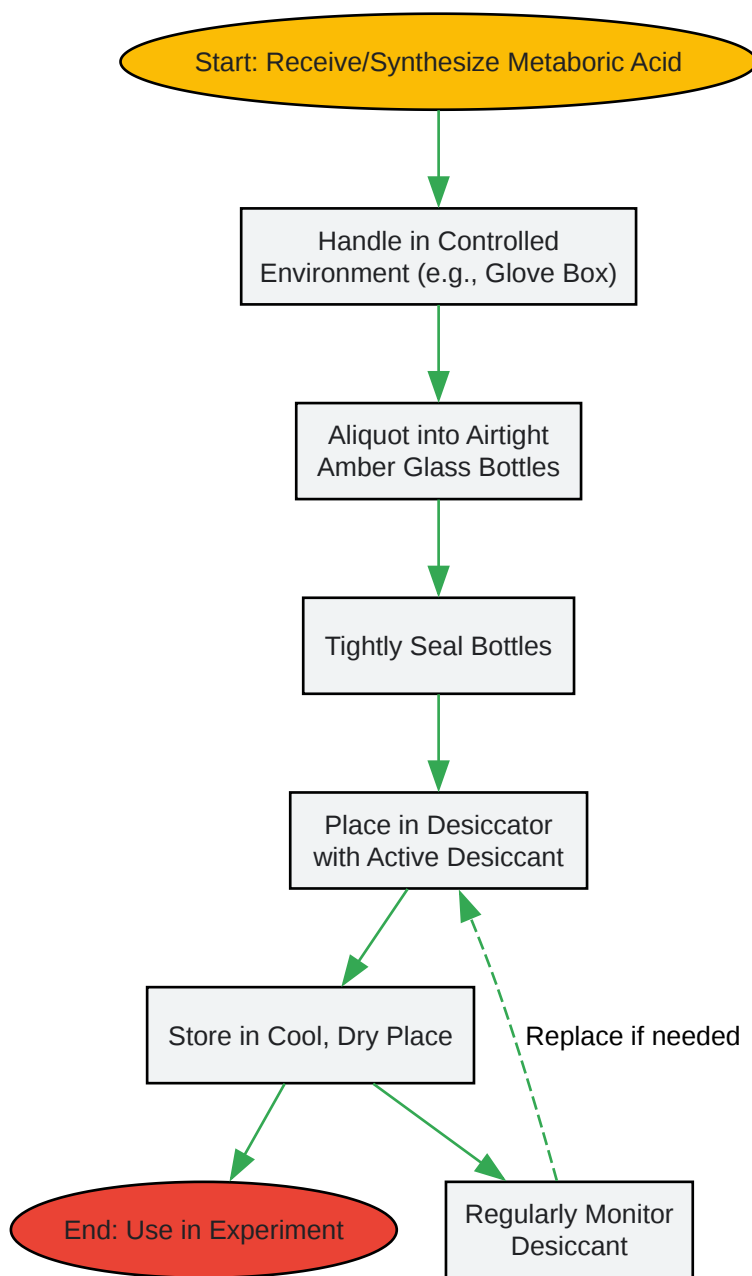 Start: Receive/Synthesize Metaboric Acid
Handle in Controlled
Environment (e.g., Glove Box)
Aliquot into Airtight
Amber Glass Bottles
Tightly Seal Bottles
Place in Desiccator
with Active Desiccant
Store in Cool, Dry Place
Replace if needed
End: Use in Experiment
Regularly Monitor
Desiccant